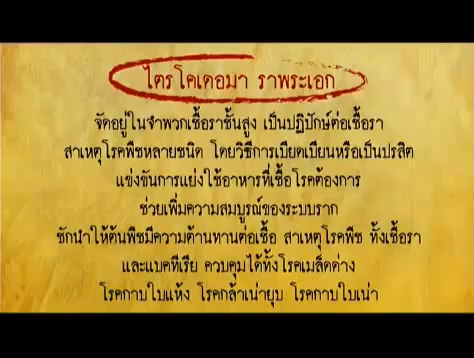 ไตรโคเดอมา ราพระเอก
จัดอยู่ในจำพวกเชื้อราชั้นสูง เป็นปฏิปักษ์ต่อเชื้อรา
สาเหตุโรคพืชหลายชนิด โดยวิธีการเบียดเบียนหรือเป็นปรสิต
แข่งขันการแย่งใช้อาหารที่เชื้อโรคต้องการ
ช่วยเพิ่มความสมบูรณ์ของระบบราก
ชักนำให้ต้นพืชมีความต้านทานต่อเชื้อ สาเหตุโรคพืช ทั้งเชื้อรา
และแบคทีเรีย ควบคุมได้ทั้งโรคเมล็ดด่าง
โรคกาบใบแห้ง โรคกล้าเน่ายุบ โรคกาบใบเน่า